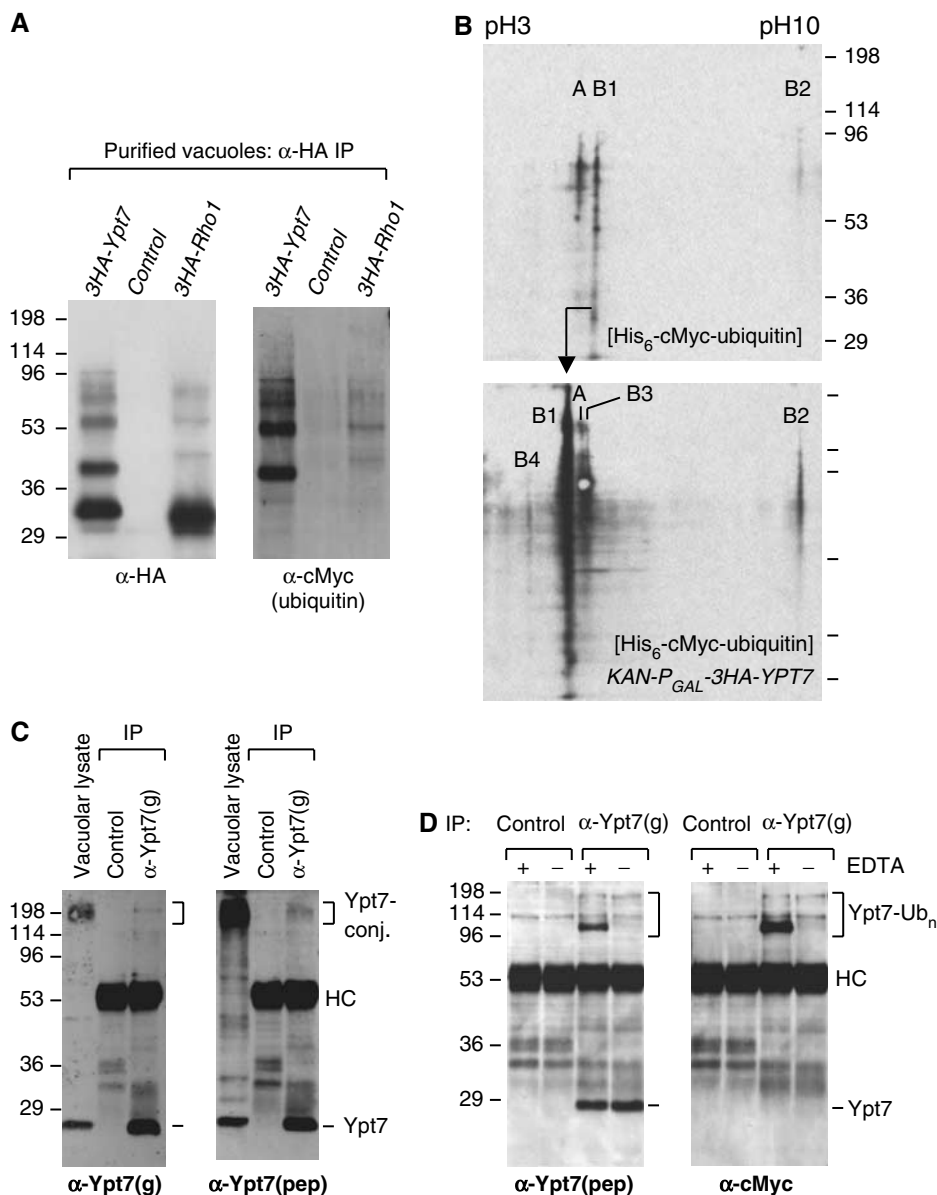 A
Purified vacuoles: α-HA IP
3HA-Ypt7
Control
3HA-Rho1
3HA-Ypt7
Control
3HA-Rho1
198
114
96
53
36
29
α-HA
α-cMyc
(ubiquitin)
B
pH3
pH10
198
A B1
B2
114
96
53
36
[His6-cMyc-ubiquitin]
29
A
B3
B1
B2
B4
[His6-cMyc-ubiquitin]
KAN-PGAL-3HA-YPT7
C
IP
IP
Vacuolar lysate
Control
α-Ypt7(g)
Vacuolar lysate
Control
α-Ypt7(g)
198
114
96
53
36
29
Ypt7-
conj.
HC
Ypt7
α-Ypt7(g)
α-Ypt7(pep)
D
IP: Control α-Ypt7(g) Control α-Ypt7(g)
+ − + − + − + − EDTA
198
114
96
53
36
29
Ypt7-Ubn
HC
Ypt7
α-Ypt7(pep)
α-cMyc